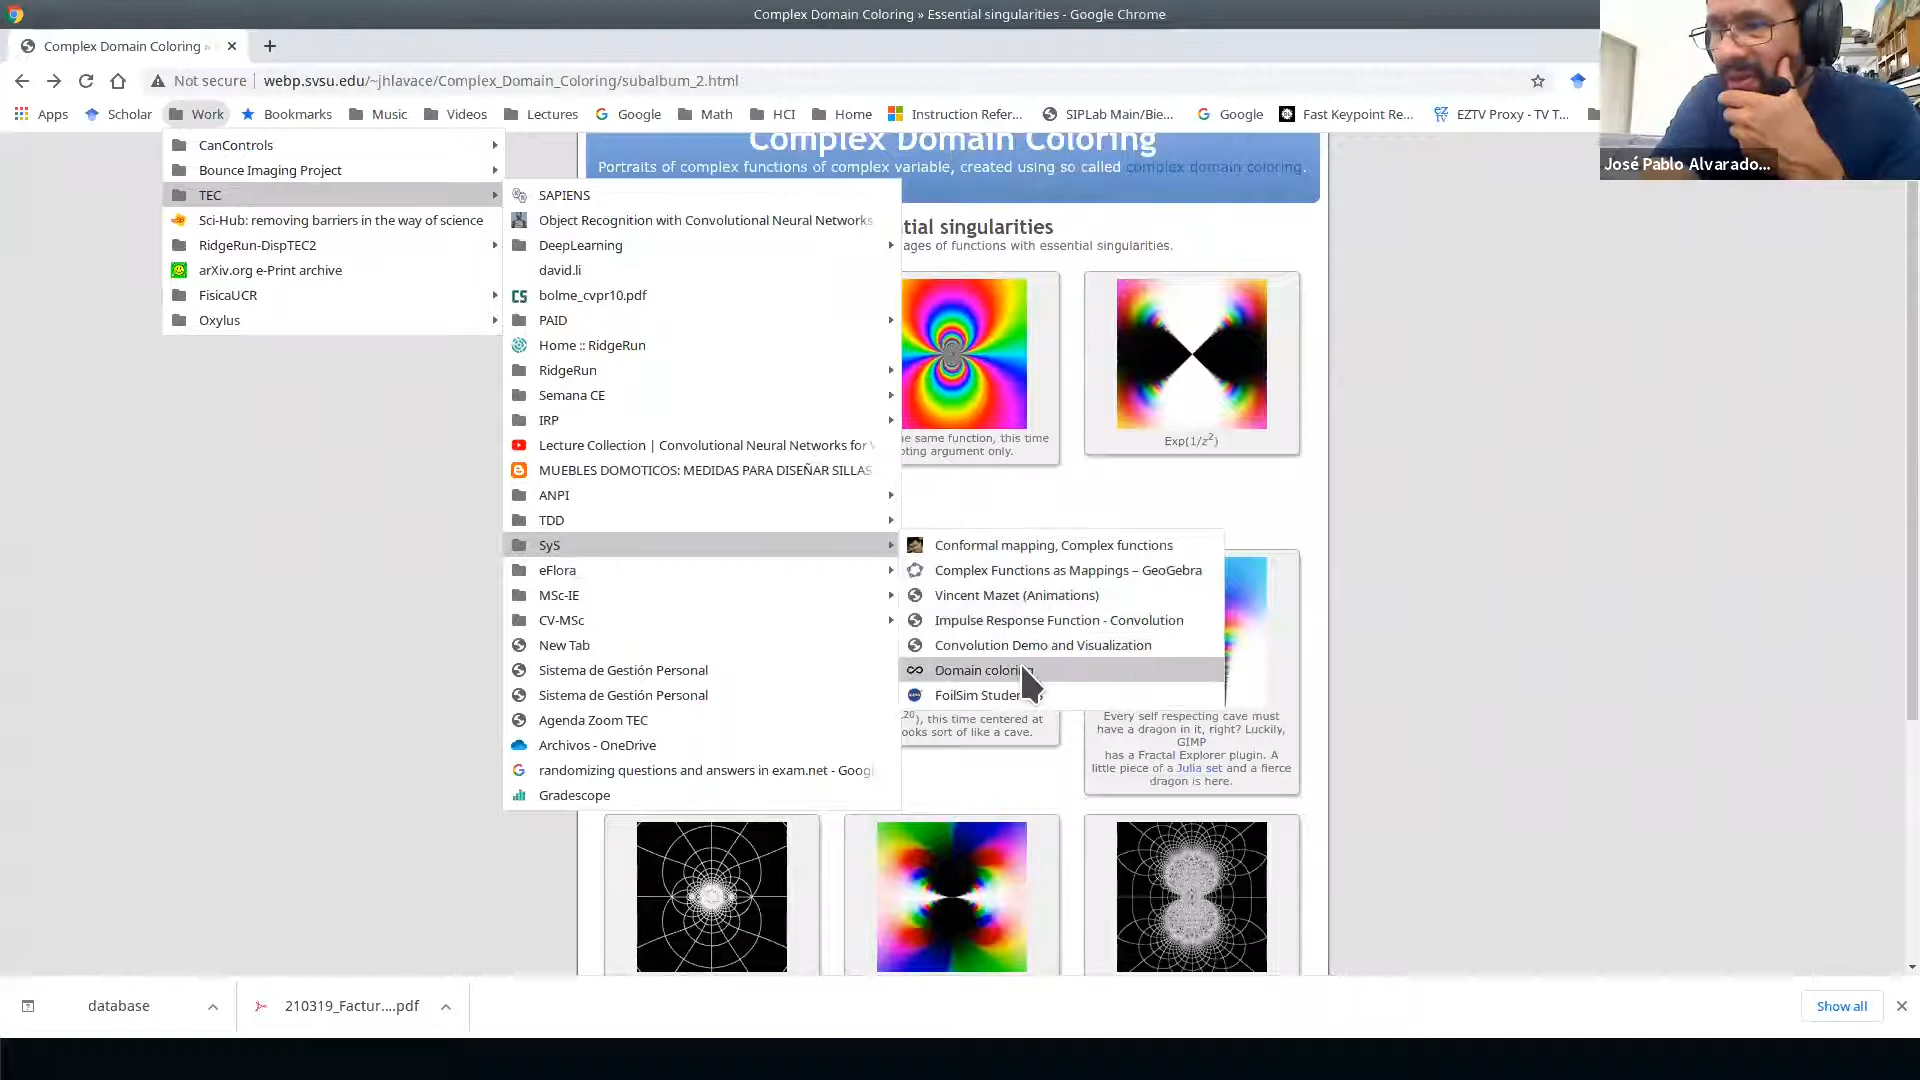 Complex Domain Coloring » Essential singularities - Google Chrome
Complex Domain Coloring »
Not secure
webp.svsu.edu/~jhlavace/Complex_Domain_Coloring/subalbum_2.html
Apps
Scholar
Work
Bookmarks
Music
Videos
Lectures
Google
Math
HCI
Home
Instruction Refer...
SIPLab Main/Bie...
Google
Fast Keypoint Re...
EZTV Proxy - TV T...
José Pablo Alvarado...
CanControls
Bounce Imaging Project
TEC
Sci-Hub: removing barriers in the way of science
RidgeRun-DispTEC2
arXiv.org e-Print archive
FisicaUCR
Oxylus
SAPIENS
Object Recognition with Convolutional Neural Networks
DeepLearning
david.li
bolme_cvpr10.pdf
PAID
Home :: RidgeRun
RidgeRun
Semana CE
IRP
Lecture Collection | Convolutional Neural Networks for
MUEBLES DOMOTICOS: MEDIDAS PARA DISEÑAR SILLAS
ANPI
TDD
SyS
eFlora
MSc-IE
CV-MSc
New Tab
Sistema de Gestión Personal
Sistema de Gestión Personal
Agenda Zoom TEC
Archivos - OneDrive
randomizing questions and answers in exam.net - Goog
Gradescope
Conformal mapping, Complex functions
Complex Functions as Mappings – GeoGebra
Vincent Mazet (Animations)
Impulse Response Function - Convolution
Convolution Demo and Visualization
Domain coloring
FoilSim Studen
Complex Domain Coloring
Portraits of complex functions of complex variable, created using so called complex domain coloring.
tial singularities
ages of functions with essential singularities.
e same function, this time
ting argument only.
Exp(1/z²)
20), this time centered at
ooks sort of like a cave.
Every self respecting cave must
have a dragon in it, right? Luckily,
GIMP
has a Fractal Explorer plugin. A
little piece of a Julia set and a fierce
dragon is here.
database
210319_Factur....pdf
Show all